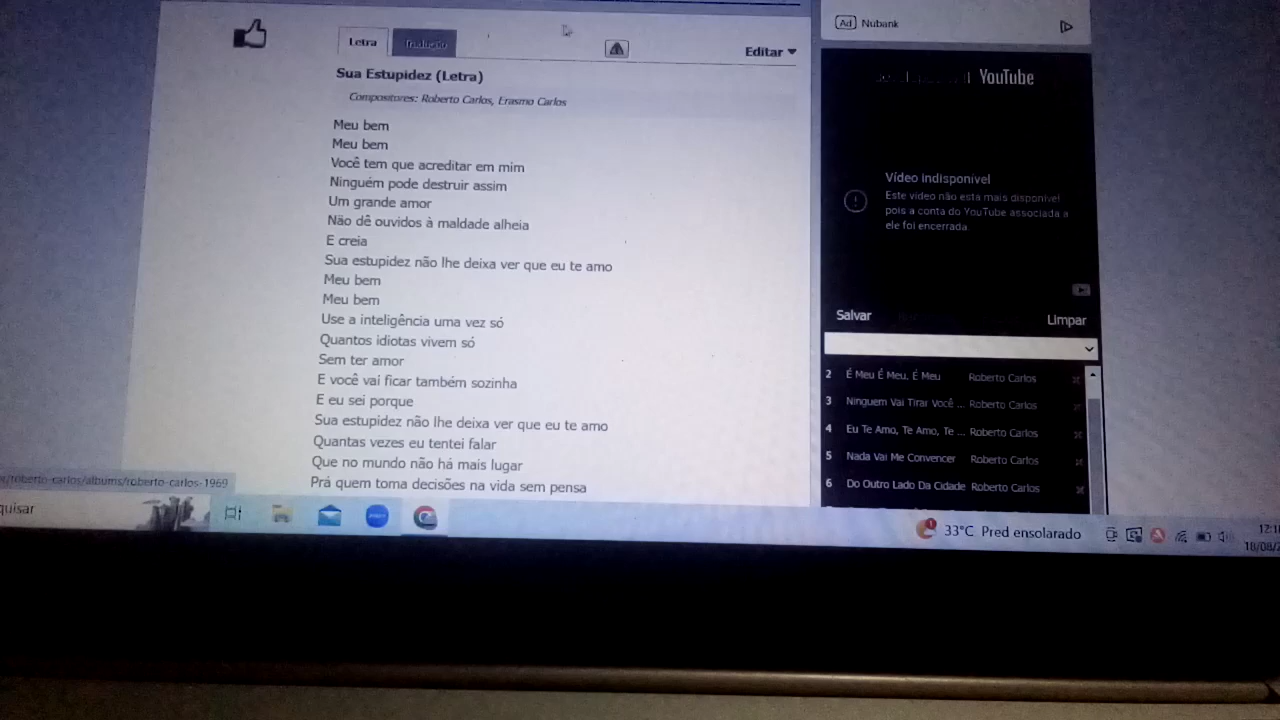 Ad Nubank
Letra
Tradução
Editar
YouTube
Sua Estupidez (Letra)
Compositores: Roberto Carlos, Erasmo Carlos
Meu bem
Meu bem
Você tem que acreditar em mim
Ninguém pode destruir assim
Um grande amor
Não dê ouvidos à maldade alheia
E creia
Sua estupidez não lhe deixa ver que eu te amo
Meu bem
Meu bem
Use a inteligência uma vez só
Quantos idiotas vivem só
Sem ter amor
E você vai ficar também sozinha
E eu sei porque
Sua estupidez não lhe deixa ver que eu te amo
Quantas vezes eu tentei falar
Que no mundo não há mais lugar
Prá quem toma decisões na vida sem pensa
Vídeo indisponível
Este vídeo não está mais disponível
pois a conta do YouTube associada a
ele foi encerrada.
Salvar
Limpar
2 É Meu É Meu, É Meu Roberto Carlos
3 Ninguem Vai Tirar Você ... Roberto Carlos
4 Eu Te Amo, Te Amo, Te ... Roberto Carlos
5 Nada Vai Me Convencer Roberto Carlos
6 Do Outro Lado Da Cidade Roberto Carlos
/roberto-carlos/albums/roberto-carlos-1969
quisar
33°C Pred ensolarado
12:1
18/08/